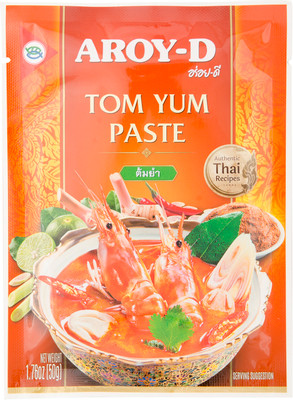 AROY-D
อร่อย-ดี
TOM YUM
PASTE
ต้มยำ
Authentic
Thai
Recipes
NET WEIGHT
1.76oz (50g)
SERVING SUGGESTION